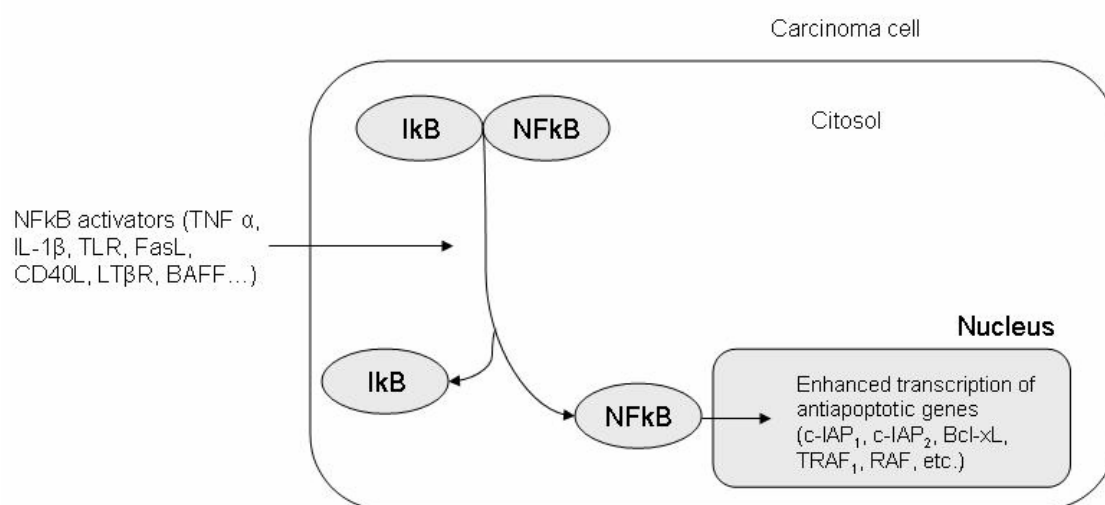 Carcinoma cell
IkB
NFkB
Citosol
NFkB activators (TNF α,
IL-1β, TLR, FasL,
CD40L, LTβR, BAFF…)
Nucleus
IkB
NFkB
Enhanced transcription of
antiapoptotic genes
(c-IAP₁, c-IAP₂, Bcl-xL,
TRAF₁, RAF, etc.)